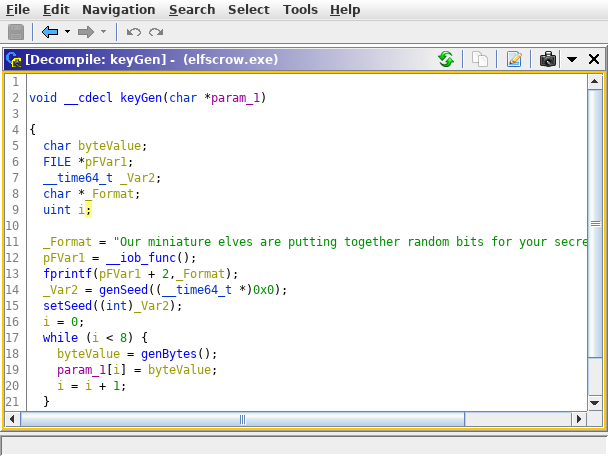 File Edit Navigation Search Select Tools Help
[Decompile: keyGen] - (elfscrow.exe)
1
2 void __cdecl keyGen(char *param_1)
3
4 {
5 char byteValue;
6 FILE *pFVar1;
7 __time64_t _Var2;
8 char *_Format;
9 uint i;
10
11 _Format = "Our miniature elves are putting together random bits for your secre
12 pFVar1 = __iob_func();
13 fprintf(pFVar1 + 2,_Format);
14 _Var2 = genSeed((__time64_t *)0x0);
15 setSeed((int)_Var2);
16 i = 0;
17 while (i < 8) {
18 byteValue = genBytes();
19 param_1[i] = byteValue;
20 i = i + 1;
21 }